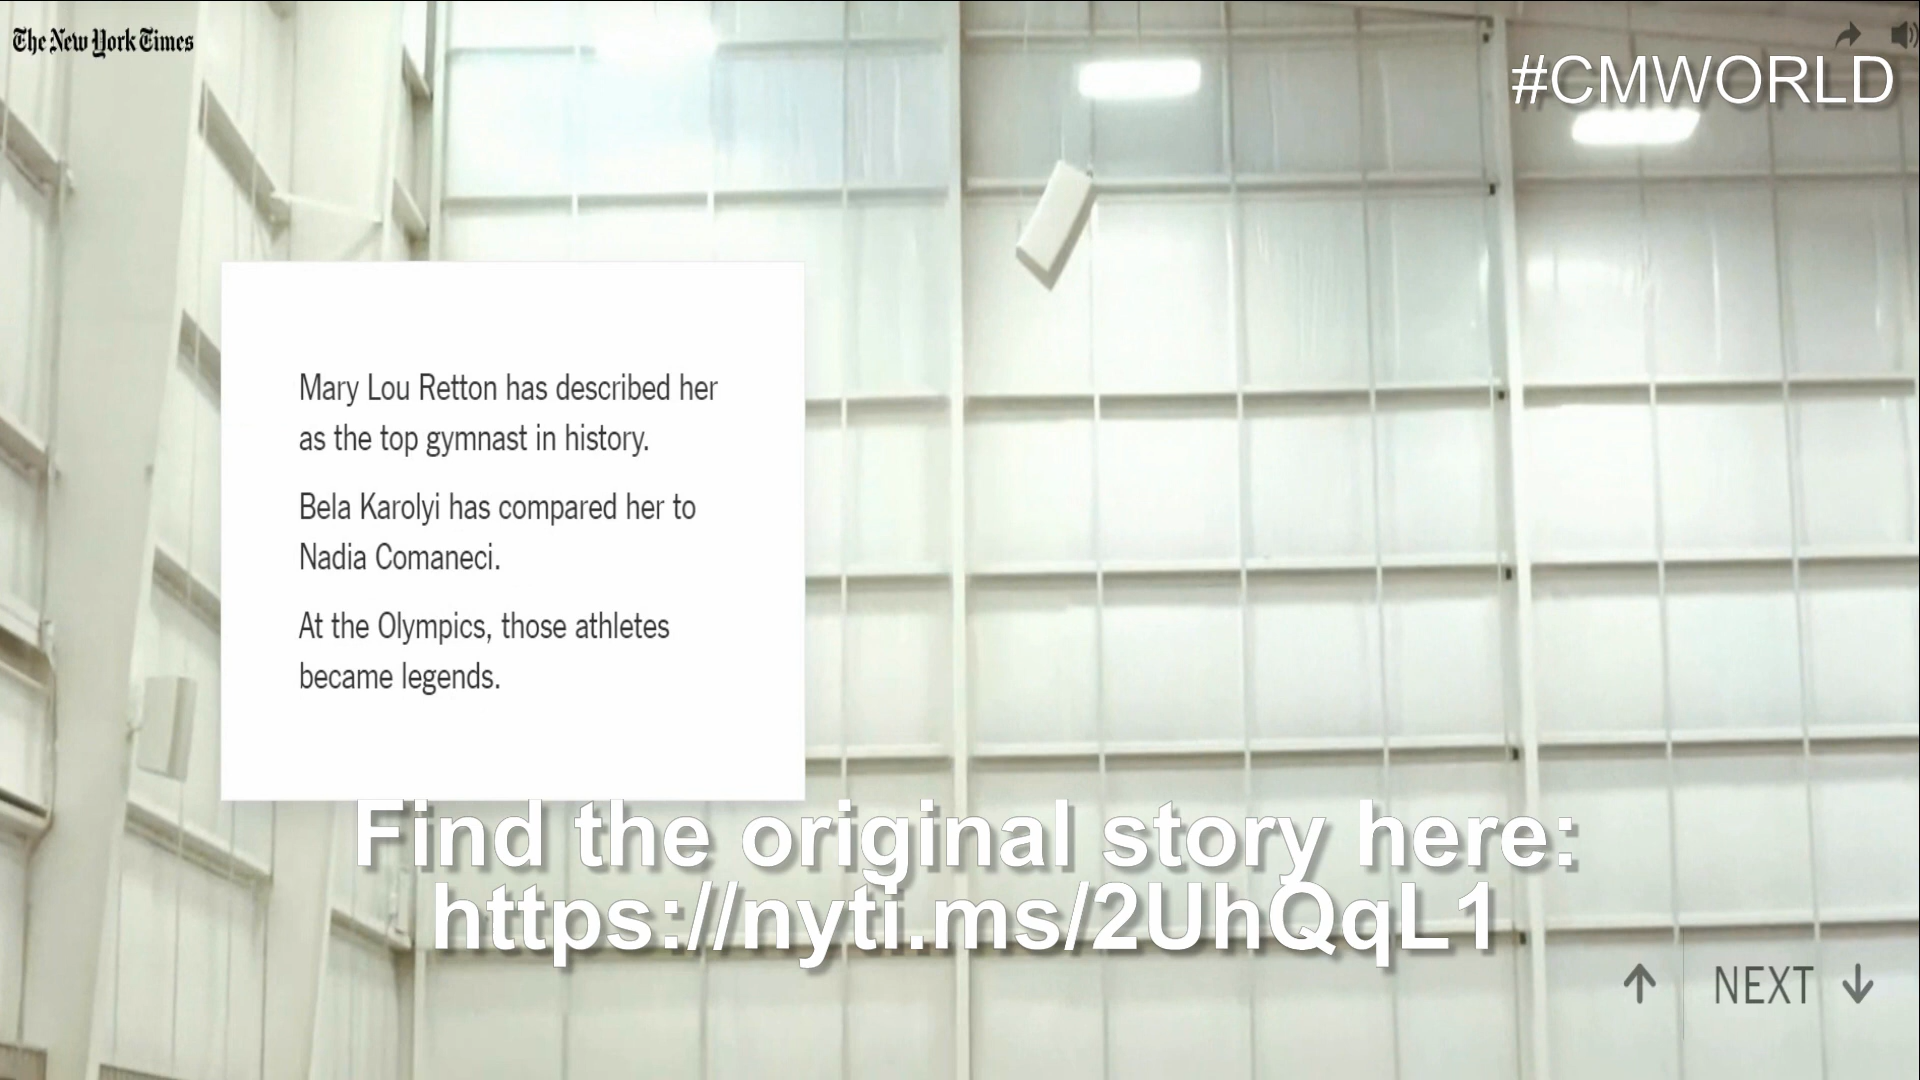 The New York Times
#CMWORLD
Mary Lou Retton has described her
as the top gymnast in history.
Bela Karolyi has compared her to
Nadia Comaneci.
At the Olympics, those athletes
became legends.
Find the original story here:
https://nyti.ms/2UhQqL1
NEXT